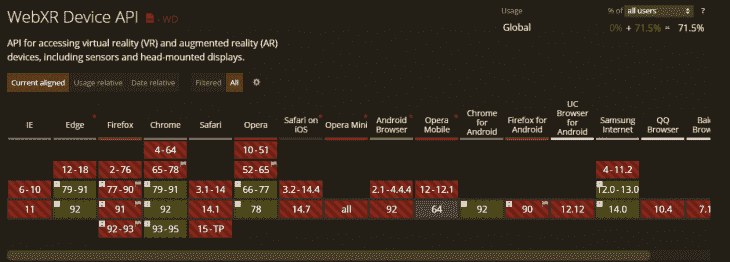 WebXR Device API - WD
Usage % of all users ?
Global 0% + 71.5% = 71.5%
API for accessing virtual reality (VR) and augmented reality (AR)
devices, including sensors and head-mounted displays.
Current aligned Usage relative Date relative Filtered All
IE Edge Firefox Chrome Safari Opera Safari on iOS Opera Mini Android Browser Opera Mobile Chrome for Android Firefox for Android UC Browser for Android Samsung Internet QQ Browser
4-64 10-51
12-18 2-76 65-78 52-65 4-11.2
6-10 79-91 77-90 79-91 3.1-14 66-77 3.2-14.4 2.1-4.4.4 12-12.1 12.0-13.0
11 92 91 92 14.1 78 14.7 all 92 64 92 90 12.12 14.0 10.4 7.1
92-93 93-95 15-TP